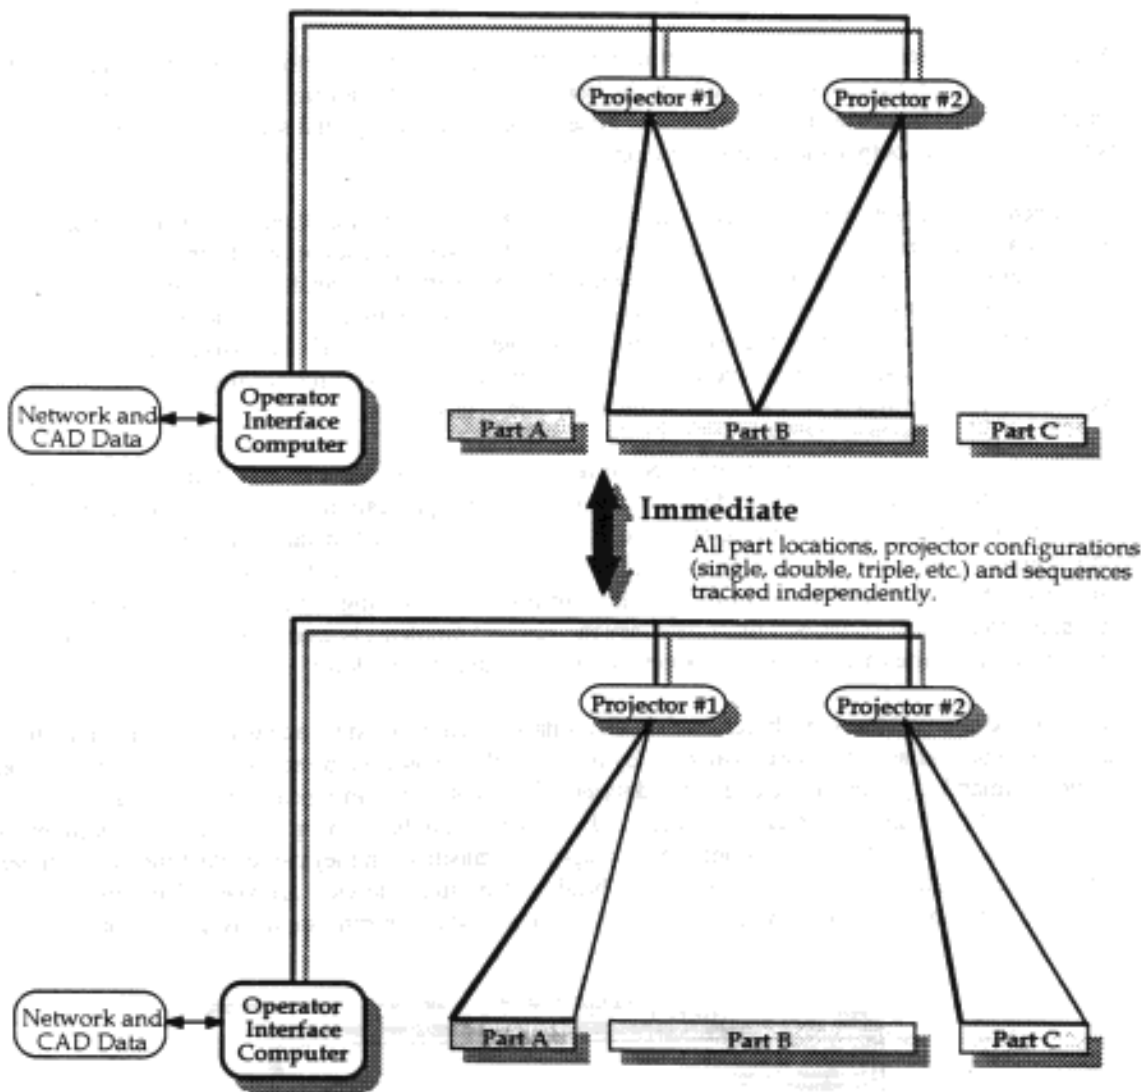 Projector #1
Projector #2
Network and
CAD Data
Operator
Interface
Computer
Part A
Part B
Part C
Immediate
All part locations, projector configurations
(single, double, triple, etc.) and sequences
tracked independently.
Projector #1
Projector #2
Network and
CAD Data
Operator
Interface
Computer
Part A
Part B
Part C